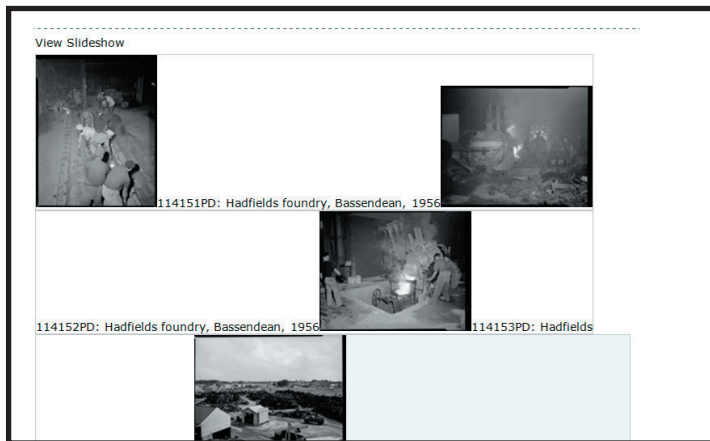 View Slideshow
114151PD: Hadfields foundry, Bassendean, 1956
114152PD: Hadfields foundry, Bassendean, 1956
114153PD: Hadfields